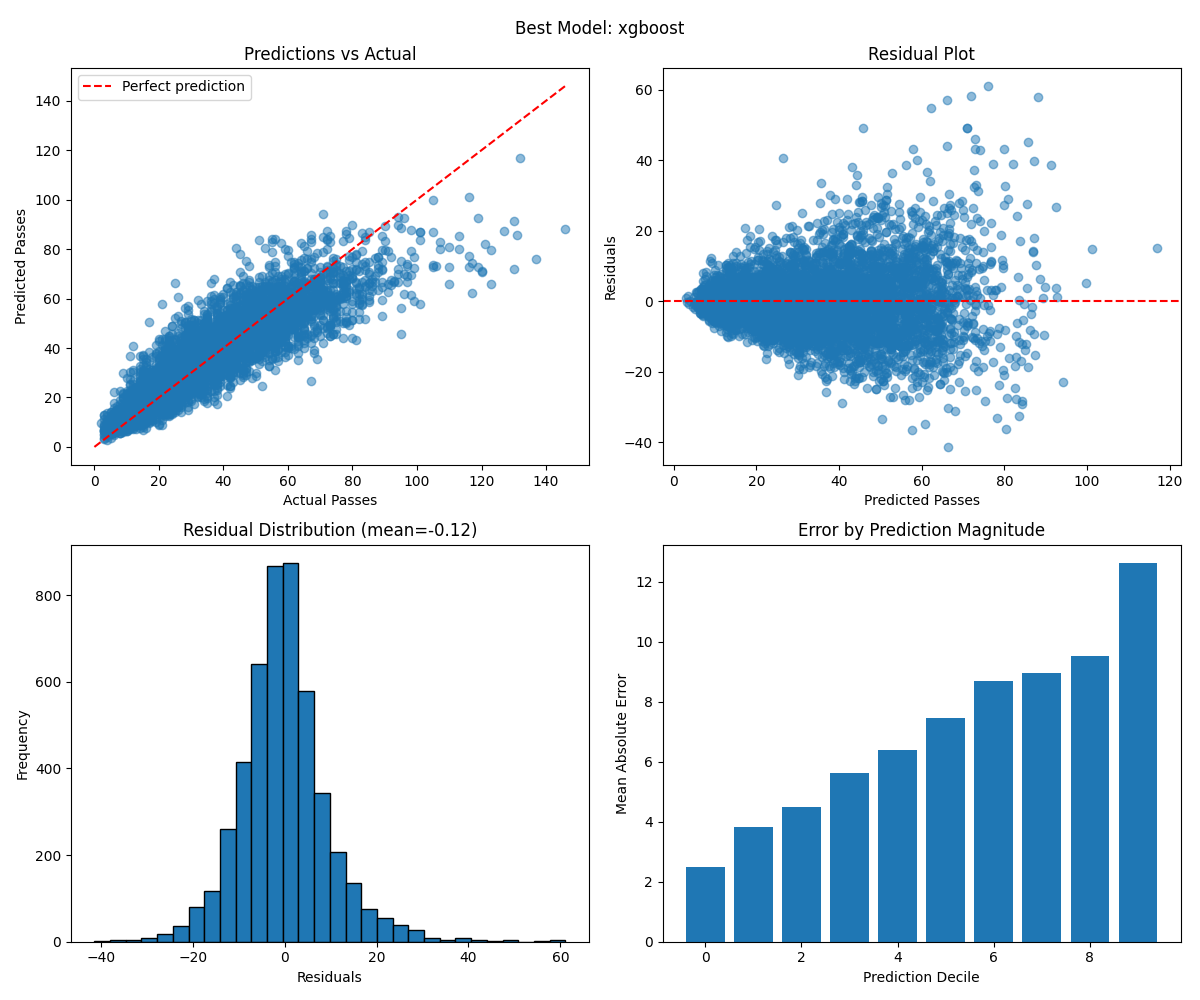 Best Model: xgboost
Predictions vs Actual
Perfect prediction
140
120
100
80
60
40
20
0
Predicted Passes
0 20 40 60 80 100 120 140
Actual Passes
Residual Plot
60
40
20
0
−20
−40
Residuals
0 20 40 60 80 100 120
Predicted Passes
Residual Distribution (mean=-0.12)
800
600
400
200
0
Frequency
−40 −20 0 20 40 60
Residuals
Error by Prediction Magnitude
12
10
8
6
4
2
0
Mean Absolute Error
0 2 4 6 8
Prediction Decile